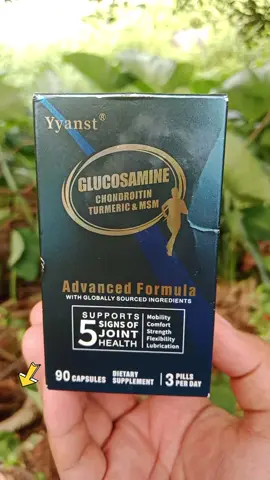 Yyanst®
GLUCOSAMINE
CHONDROITIN
TURMERIC & MSM
Advanced Formula
WITH GLOBALLY SOURCED INGREDIENTS
SUPPORTS
5 SIGNS OF
JOINT
HEALTH
Mobility
Comfort
Strength
Flexibility
Lubrication
90 CAPSULES
DIETARY
SUPPLEMENT
3 PILLS
PER DAY